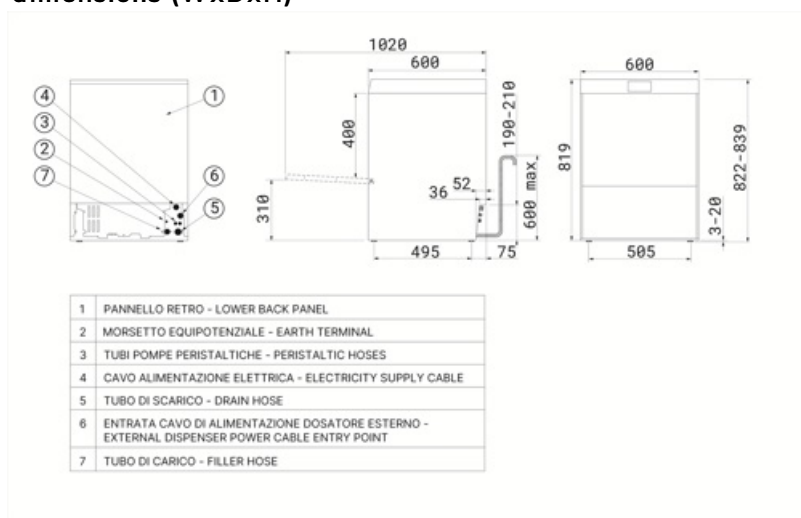 dimensions (WxDxH)
1020
600
600
4
1
3
2
7
6
5
400
310
190-210
52
36
600 max
495
75
819
822-839
3-20
505
1 PANNELLO RETRO - LOWER BACK PANEL
2 MORSETTO EQUIPOTENZIALE - EARTH TERMINAL
3 TUBI POMPE PERISTALTICHE - PERISTALTIC HOSES
4 CAVO ALIMENTAZIONE ELETTRICA - ELECTRICITY SUPPLY CABLE
5 TUBO DI SCARICO - DRAIN HOSE
6 ENTRATA CAVO DI ALIMENTAZIONE DOSATORE ESTERNO -
EXTERNAL DISPENSER POWER CABLE ENTRY POINT
7 TUBO DI CARICO - FILLER HOSE